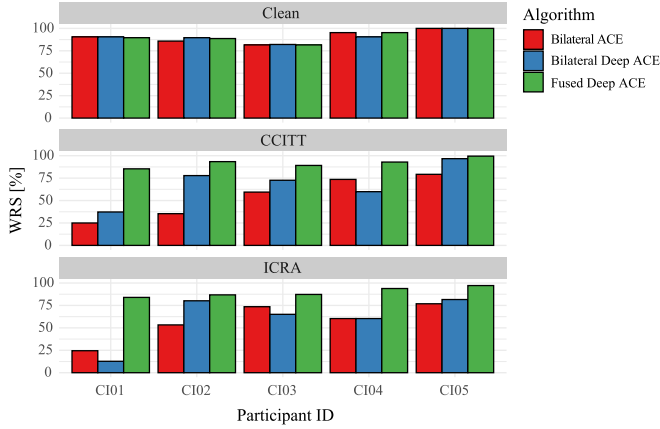 Clean
100
75
50
25
0
CCITT
100
75
50
25
0
ICRA
100
75
50
25
0
WRS [%]
CI01 CI02 CI03 CI04 CI05
Participant ID
Algorithm
Bilateral ACE
Bilateral Deep ACE
Fused Deep ACE